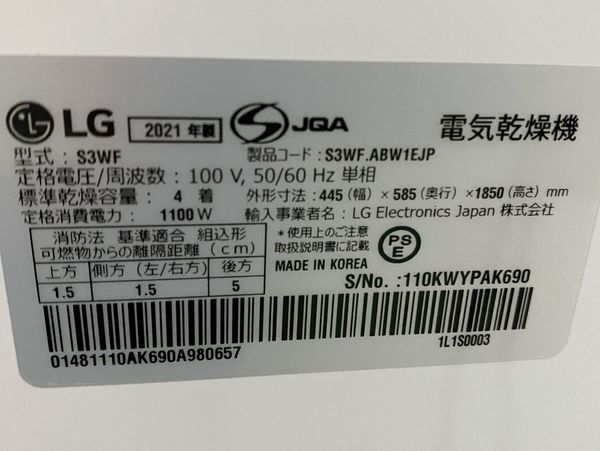 LG 2021 年製 S JQA 電気乾燥機
型式 : S3WF 製品コード : S3WF.ABW1EJP
定格電圧/周波数 : 100 V, 50/60 Hz 単相
標準乾燥容量 : 4 着 外形寸法 : 445 (幅) × 585 (奥行) × 1850 (高さ) mm
定格消費電力 : 1100 W 輸入事業者名 : LG Electronics Japan 株式会社
消防法 基準適合 組込形
可燃物からの離隔距離 (cm)
上方 側方 (左/右方) 後方
1.5 1.5 5
*使用上のご注意
取扱説明書に記載
PS
E
MADE IN KOREA
S/No. :110KWYPAK690
01481110AK690A980657
1L1S0003